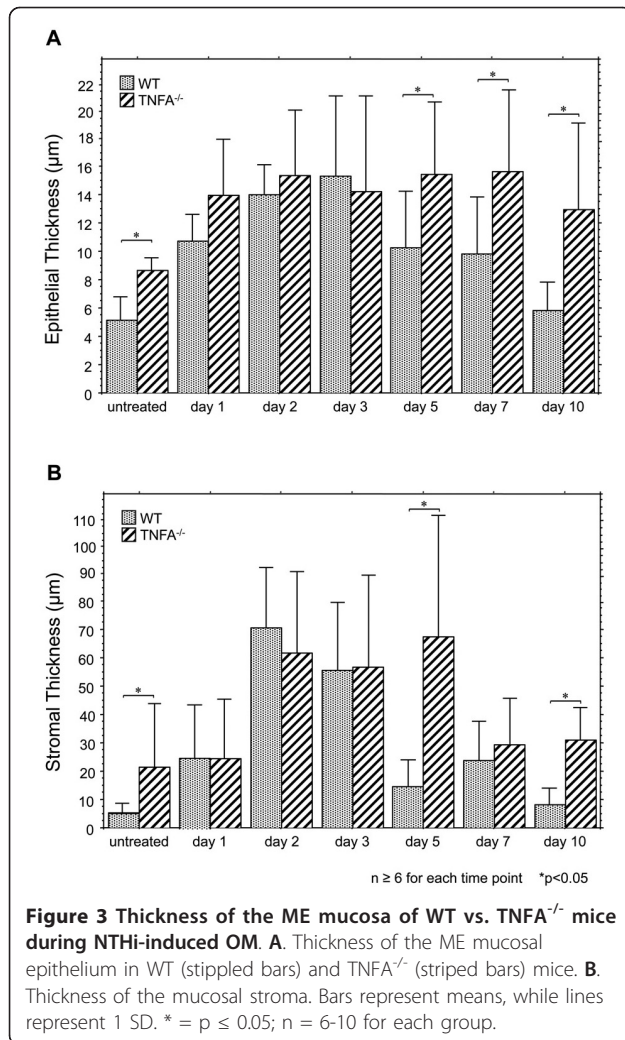 A
WT
TNFA-/-
Epithelial Thickness (µm)
22
20
18
16
14
12
10
8
6
4
2
0
*
*
*
*
untreated day 1 day 2 day 3 day 5 day 7 day 10
B
WT
TNFA-/-
Stromal Thickness (µm)
110
100
90
80
70
60
50
40
30
20
10
0
*
*
*
untreated day 1 day 2 day 3 day 5 day 7 day 10
n ≥ 6 for each time point *p<0.05
Figure 3 Thickness of the ME mucosa of WT vs. TNFA-/- mice
during NTHi-induced OM. A. Thickness of the ME mucosal
epithelium in WT (stippled bars) and TNFA-/- (striped bars) mice. B.
Thickness of the mucosal stroma. Bars represent means, while lines
represent 1 SD. * = p ≤ 0.05; n = 6-10 for each group.